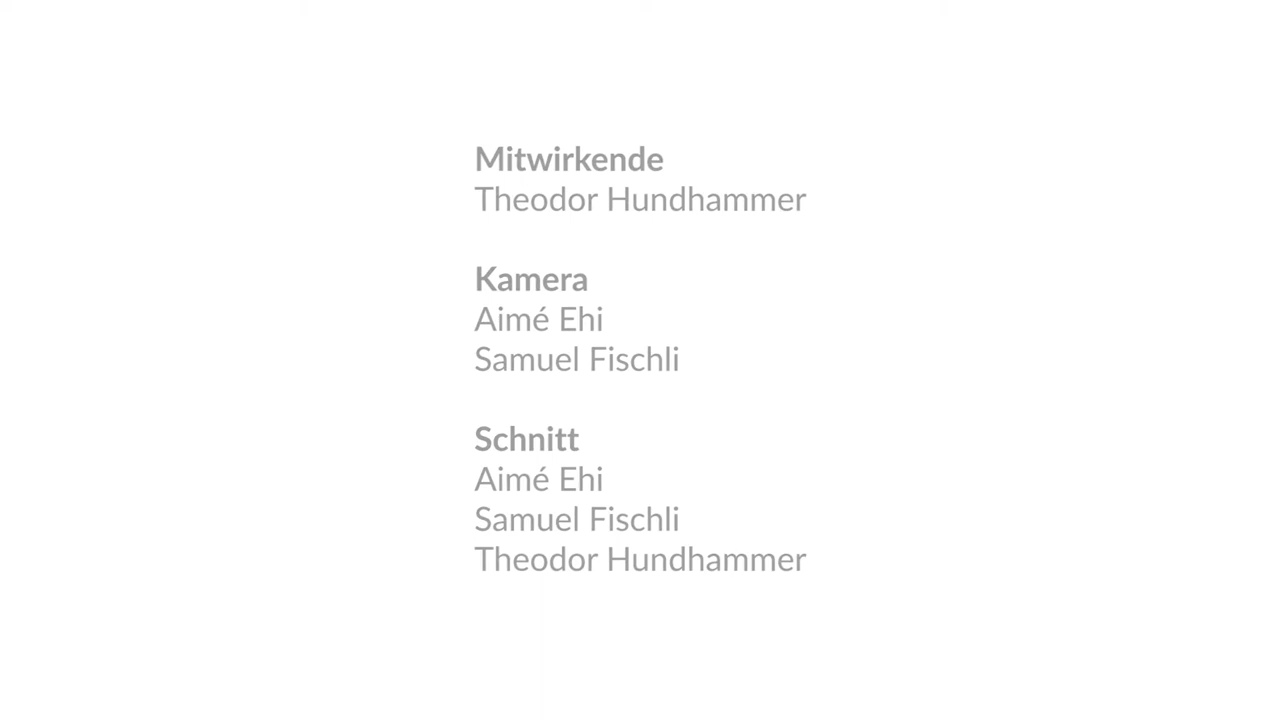 Mitwirkende
Theodor Hundhammer
Kamera
Aimé Ehi
Samuel Fischli
Schnitt
Aimé Ehi
Samuel Fischli
Theodor Hundhammer